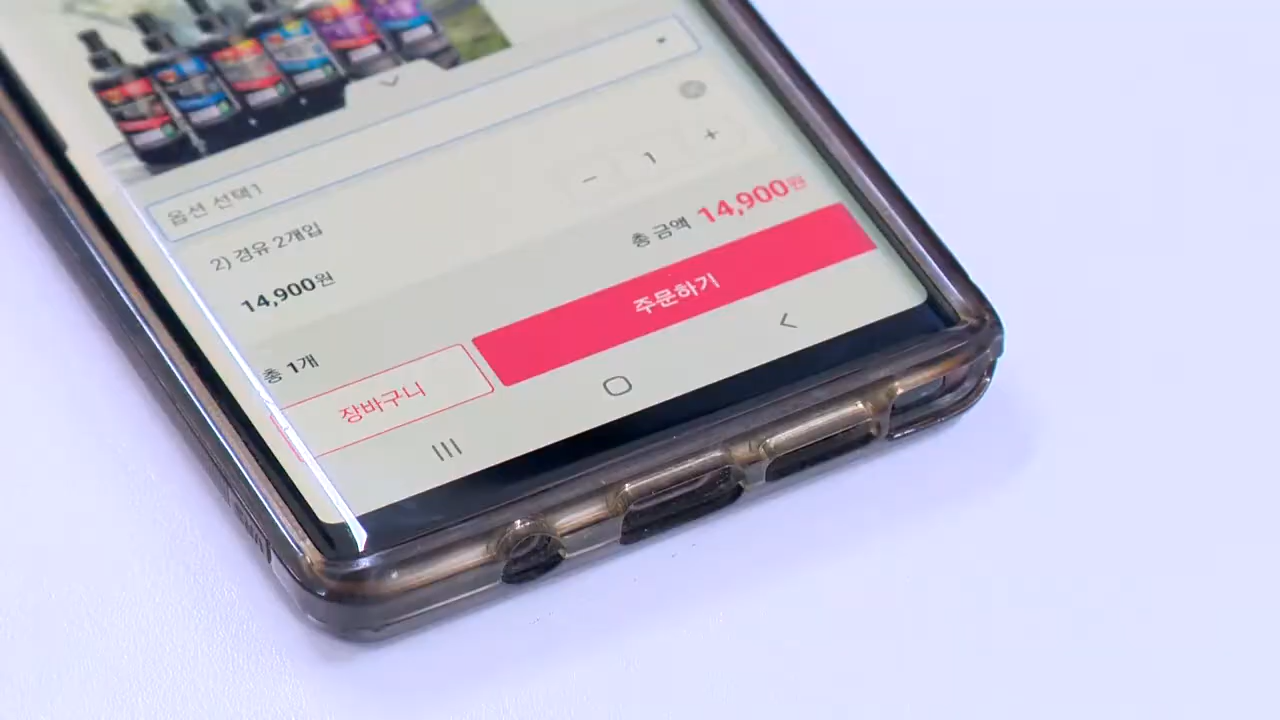 옵션 선택1
2) 경유 2개입
− 1 +
14,900원
총 1개
총 금액 14,900원
장바구니
주문하기